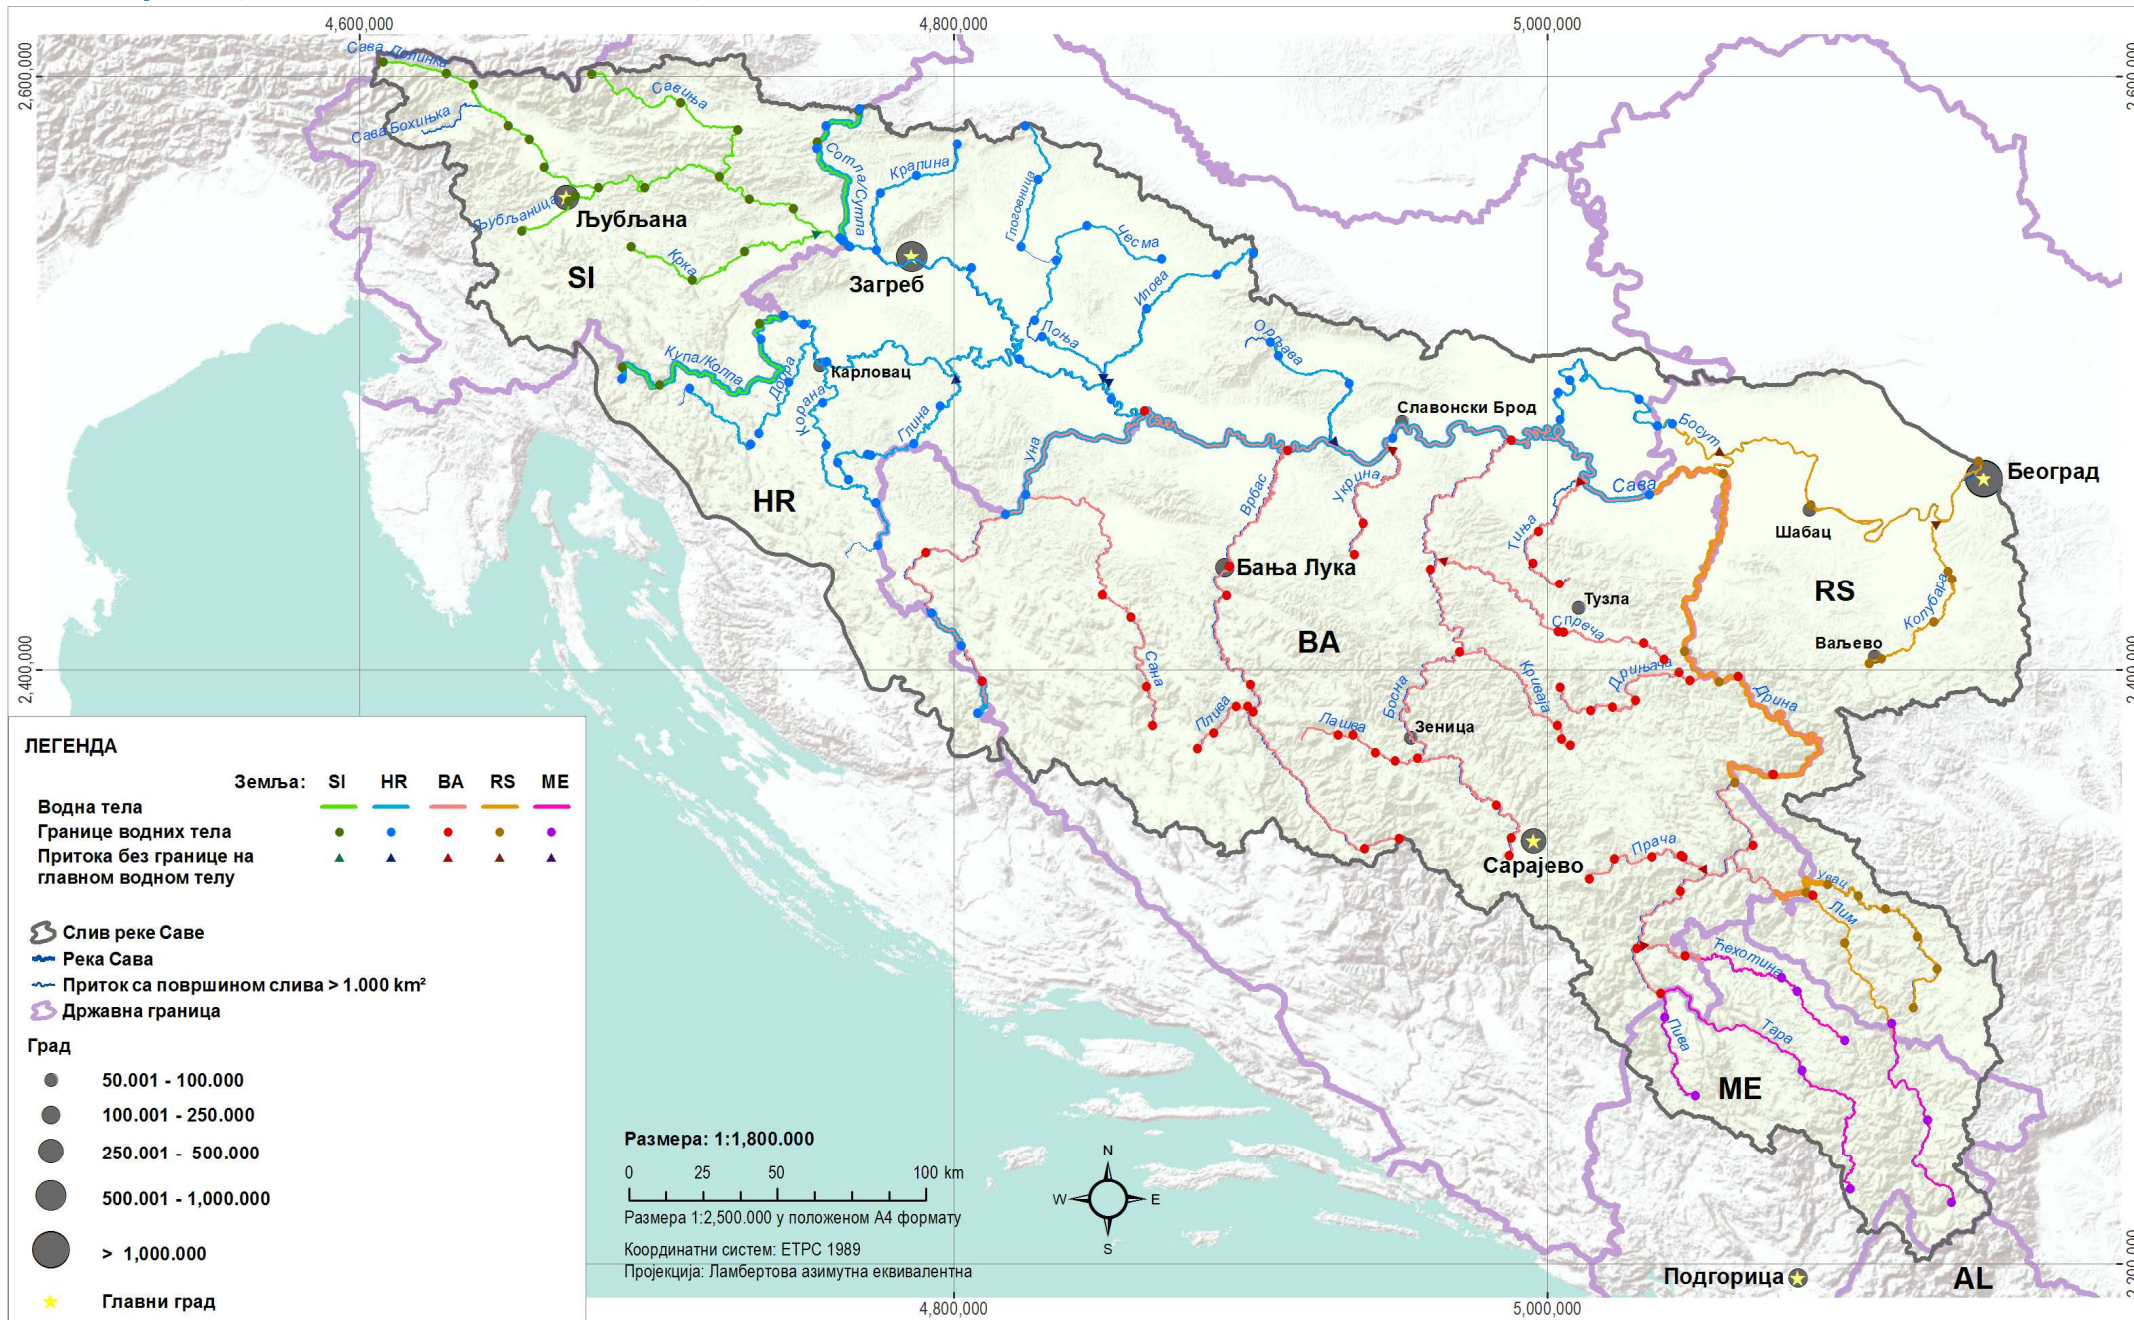 4,600,000
4,800,000
5,000,000
2,600,000
2,600,000
Сава Долинка
Савиња
Сава Бохињка
Сотла/Сутла
Крапина
Глоговница
Чесма
Љубљаница
Љубљана
Крка
SI
Загреб
Илова
Лоња
Орљава
Купа/Колпа
Добра
Карловац
Корана
Глина
Славонски Брод
Босут
Уна
HR
Врбас
Укрина
Сава
Београд
Шабац
Тиња
Бања Лука
Тузла
RS
Колубара
Спреча
BA
Ваљево
2,400,000
2,400,000
Сана
Кривaја
Дрињача
Дрина
Босна
Плива
Лашва
Зеница
Прача
Сарајево
Увац
Лим
Ћехотина
Пива
Тара
ME
Подгорица
AL
2,200,000
4,800,000
5,000,000
ЛЕГЕНДА
Земља: SI HR BA RS ME
Водна тела
Границе водних тела
Притока без границе на
главном водном телу
Слив реке Саве
Река Сава
Приток са површином слива > 1.000 km²
Државна граница
Град
50.001 - 100.000
100.001 - 250.000
250.001 - 500.000
500.001 - 1,000.000
> 1,000.000
Главни град
Размера: 1:1,800.000
0 25 50 100 km
Размера 1:2,500.000 у положеном А4 формату
Координатни систем: ЕТРС 1989
Пројекција: Ламбертова азимутна еквивалентна
N
W E
S